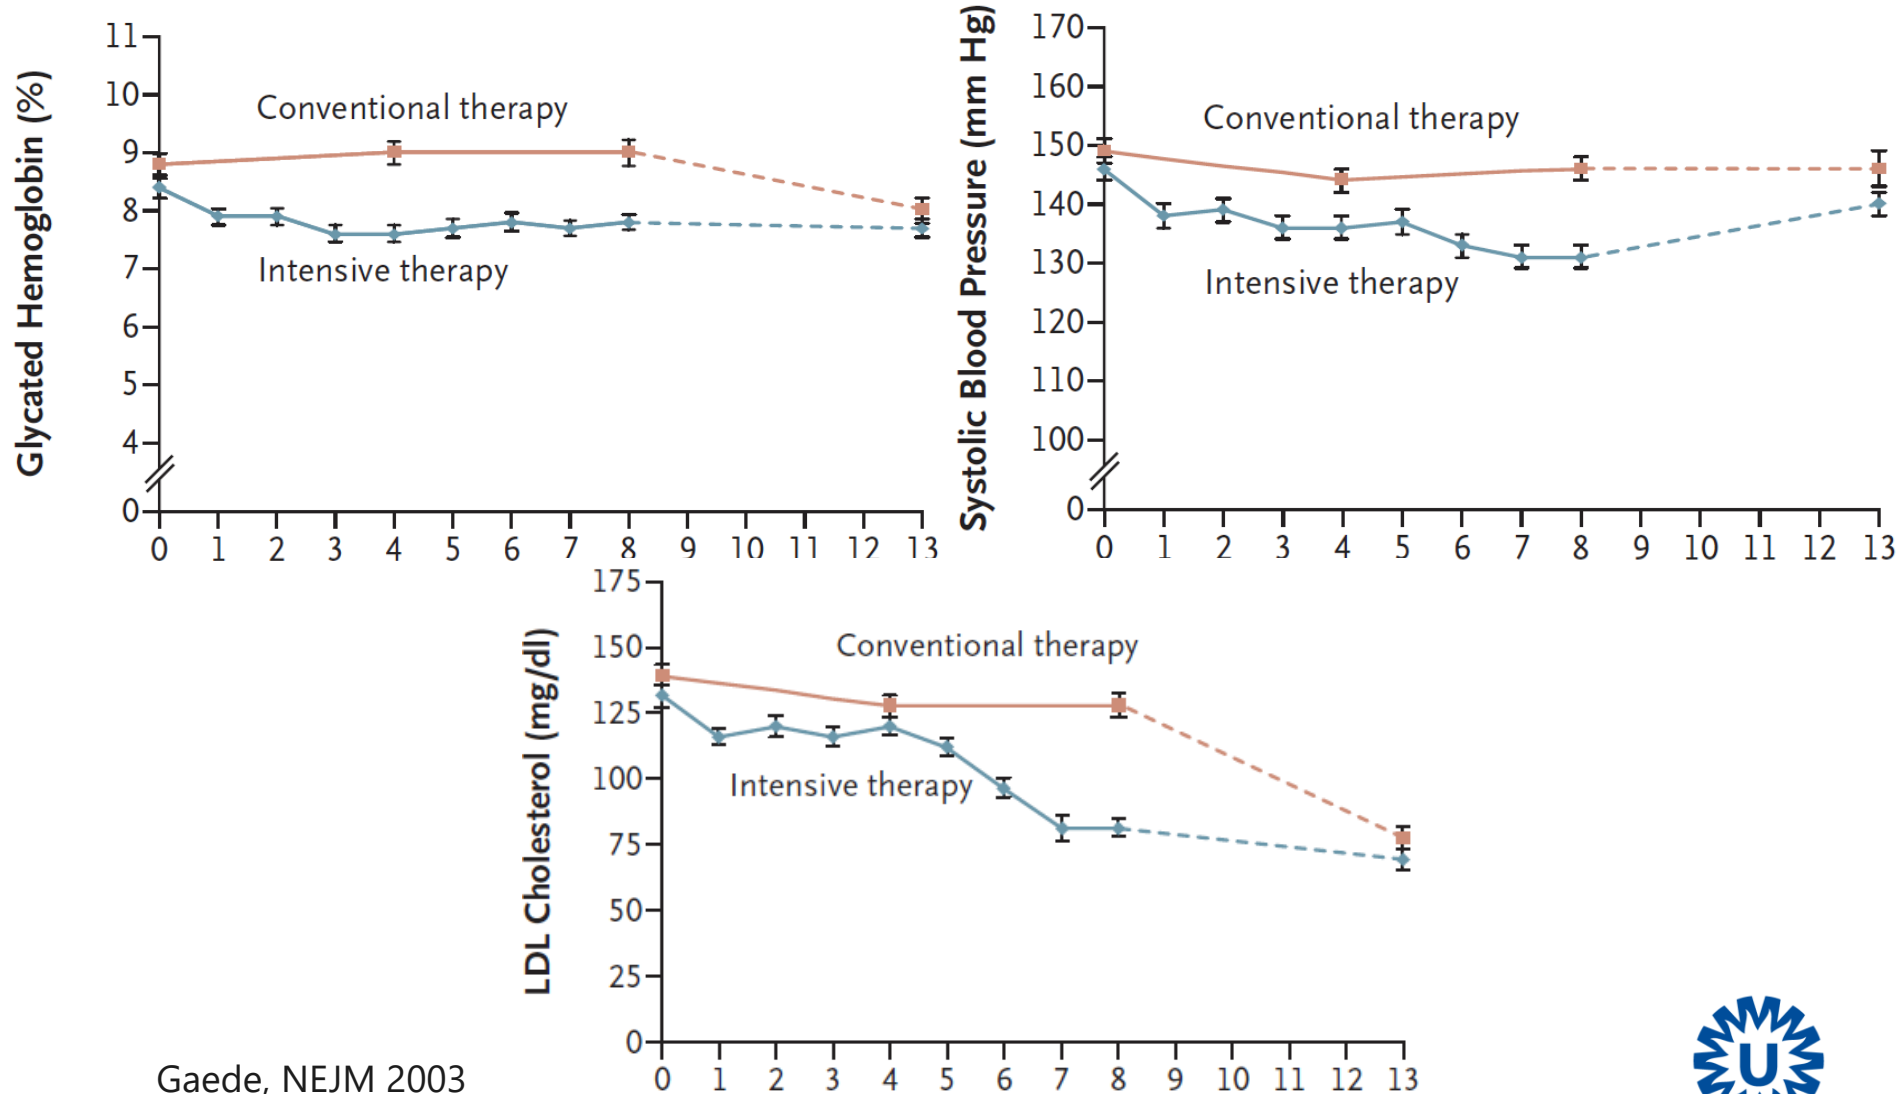 Glycated Hemoglobin (%)
11
10
9
8
7
6
5
4
0
Conventional therapy
Intensive therapy
0 1 2 3 4 5 6 7 8 9 10 11 12 13
Systolic Blood Pressure (mm Hg)
170
160
150
140
130
120
110
100
0
Conventional therapy
Intensive therapy
0 1 2 3 4 5 6 7 8 9 10 11 12 13
LDL Cholesterol (mg/dl)
175
150
125
100
75
50
25
0
Conventional therapy
Intensive therapy
0 1 2 3 4 5 6 7 8 9 10 11 12 13
Gaede, NEJM 2003
U